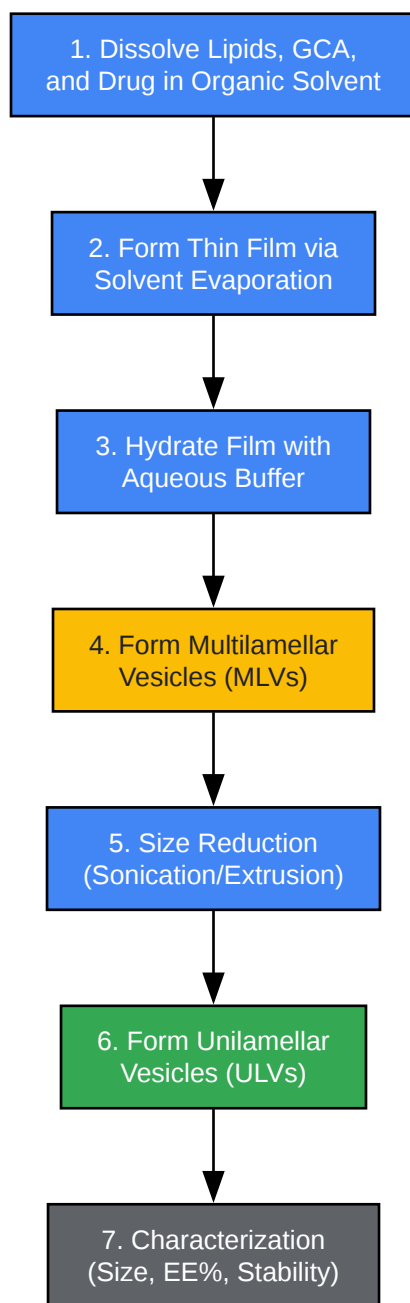 1. Dissolve Lipids, GCA,
and Drug in Organic Solvent
2. Form Thin Film via
Solvent Evaporation
3. Hydrate Film with
Aqueous Buffer
4. Form Multilamellar
Vesicles (MLVs)
5. Size Reduction
(Sonication/Extrusion)
6. Form Unilamellar
Vesicles (ULVs)
7. Characterization
(Size, EE%, Stability)